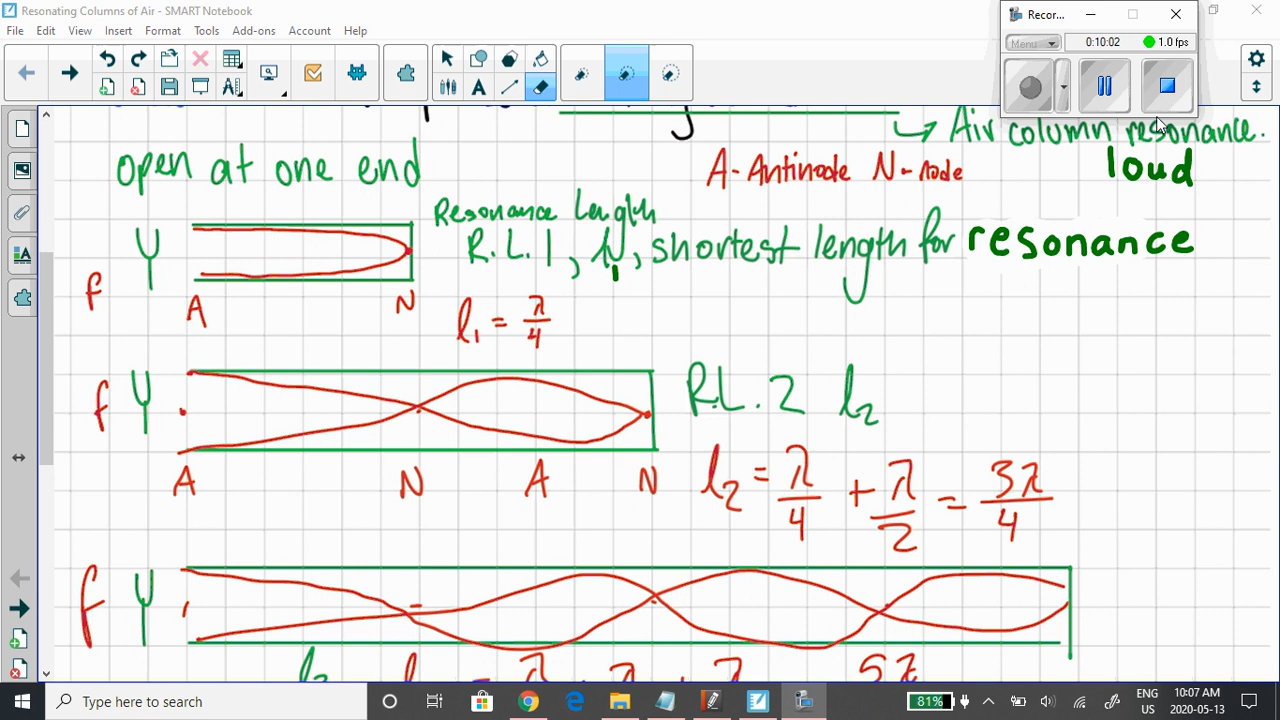 Resonating Columns of Air - SMART Notebook
File Edit View Insert Format Tools Add-ons Account Help
Recor...
Menu 0:10:02 1.0 fps
Air column resonance.
open at one end
A-Antinode N-node
loud
Resonance Length
R.L.1, l₁, shortest length for resonance
f
A N
l₁ = λ/4
f
R.L. 2 l₂
A N A N
l₂ = λ/4 + λ/2 = 3λ/4
f
Type here to search
81%
ENG
US
10:07 AM
2020-05-13